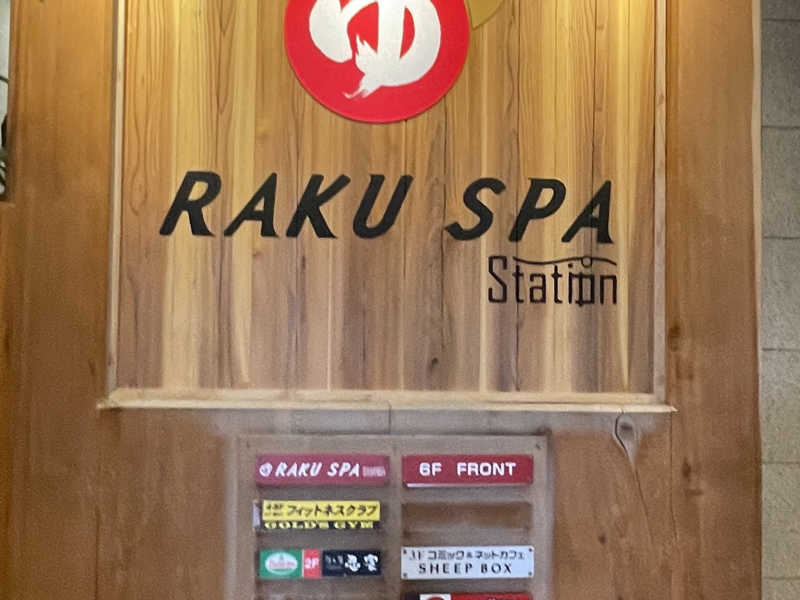 ゆ
RAKU SPA
Station
RAKU SPA
6F FRONT
フィットネスクラブ
GOLD'S GYM
3F コミック&ネットカフェ
SHEEP BOX
2F